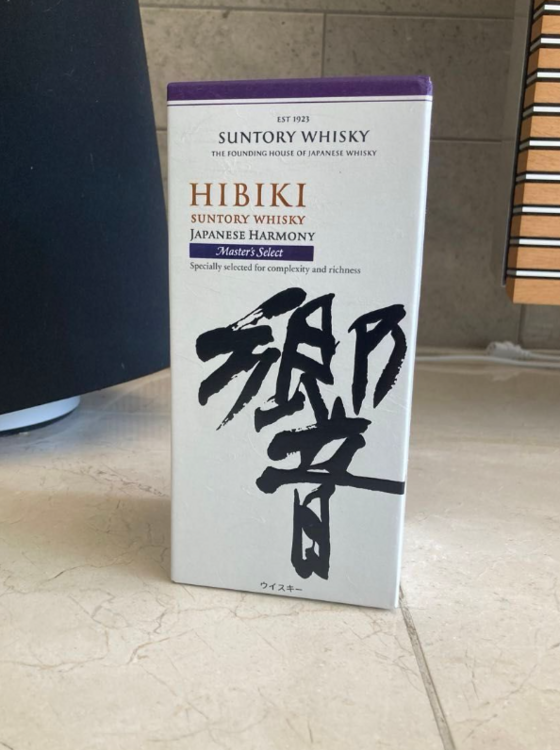 EST 1923
SUNTORY WHISKY
THE FOUNDING HOUSE OF JAPANESE WHISKY
HIBIKI
SUNTORY WHISKY
JAPANESE HARMONY
Master's Select
Specially selected for complexity and richness
響
ウイスキー